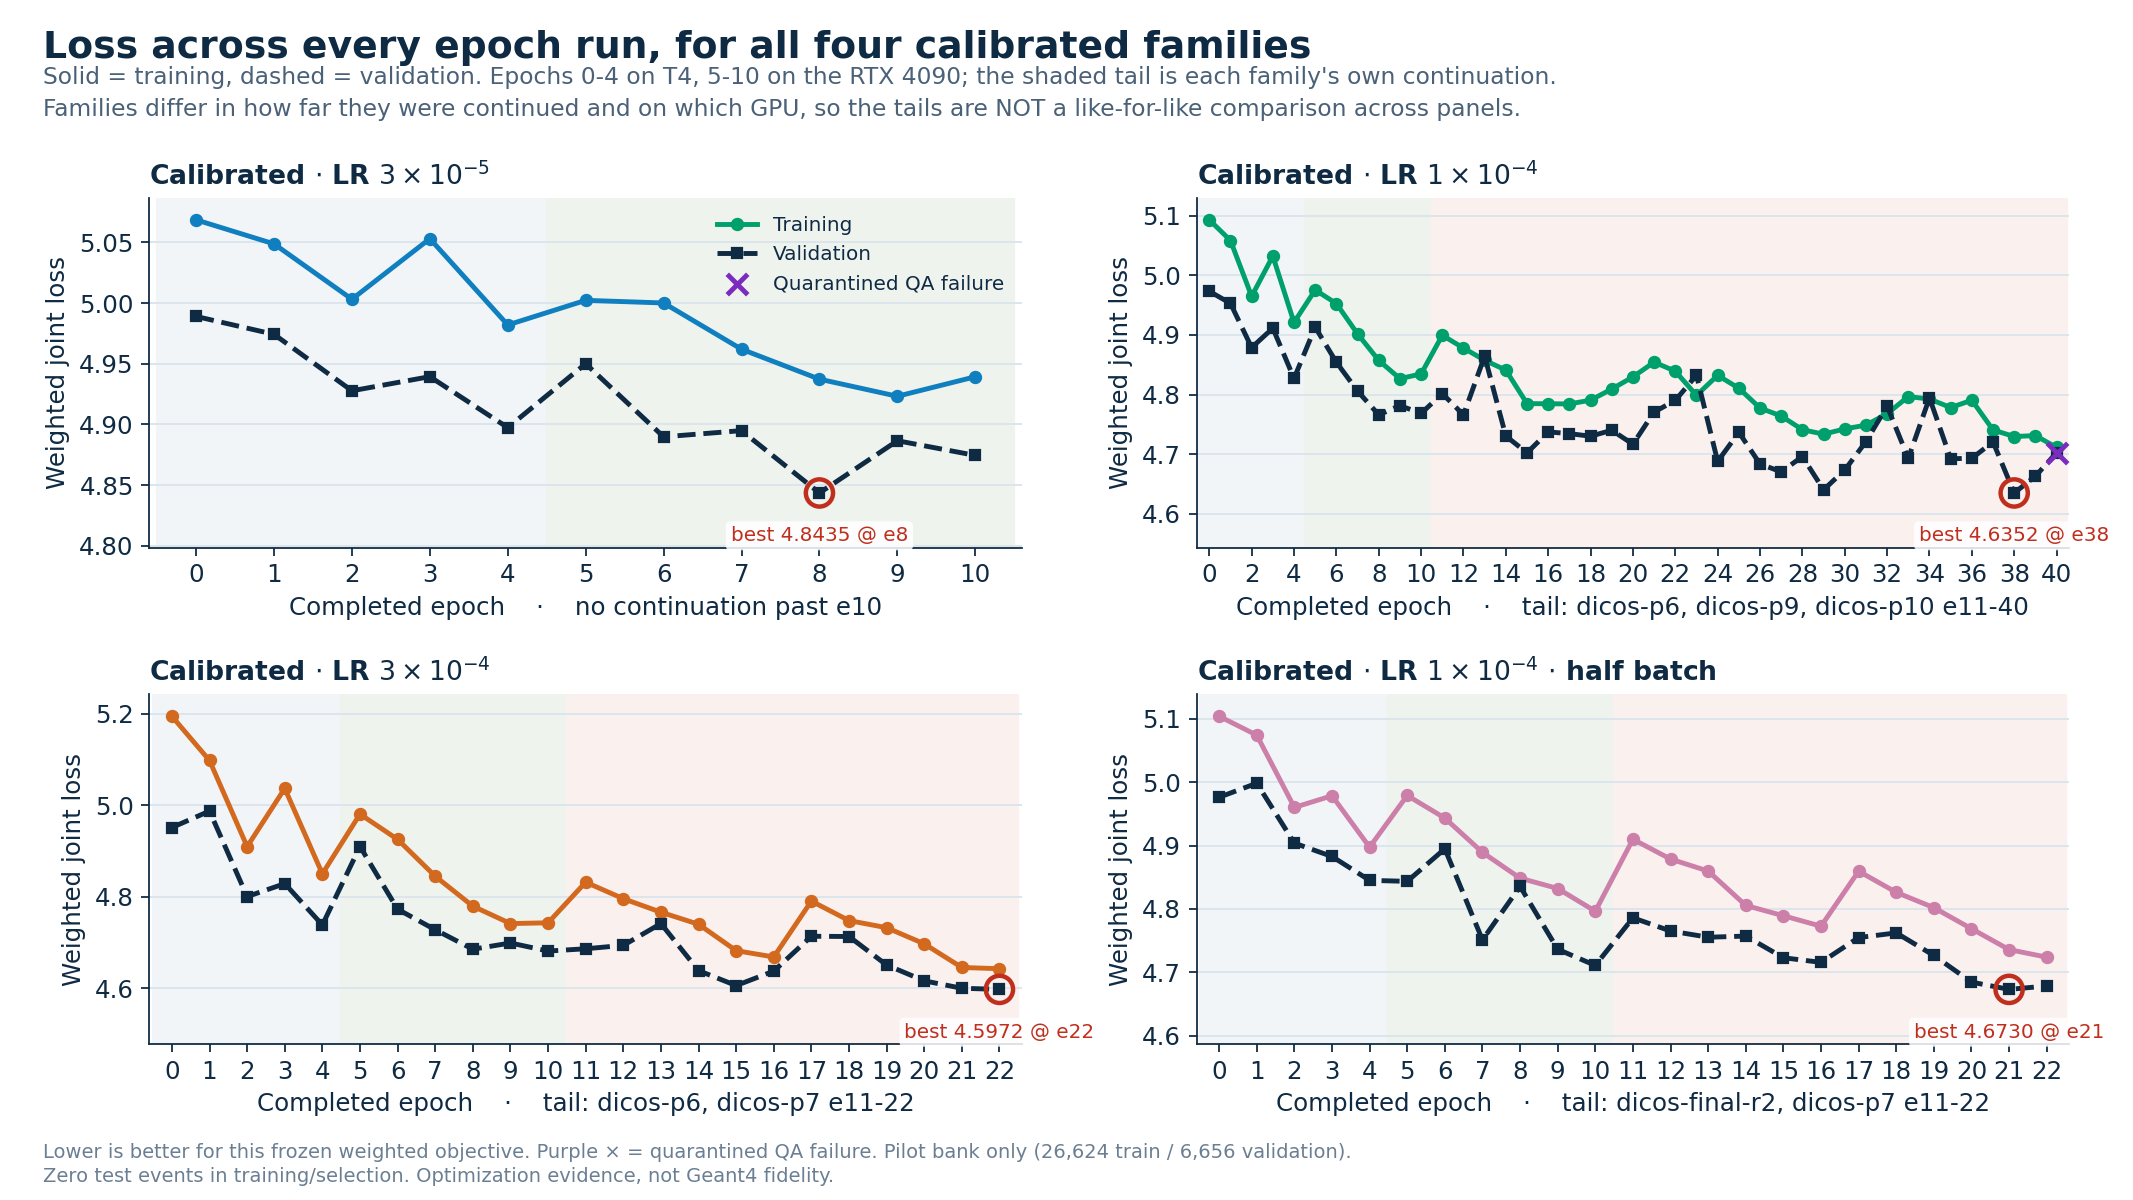 Loss across every epoch run, for all four calibrated families
Solid = training, dashed = validation. Epochs 0-4 on T4, 5-10 on the RTX 4090; the shaded tail is each family's own continuation.
Families differ in how far they were continued and on which GPU, so the tails are NOT a like-for-like comparison across panels.
Calibrated · LR 3 × 10⁻⁵
Weighted joint loss
5.05
5.00
4.95
4.90
4.85
4.80
Training
Validation
Quarantined QA failure
best 4.8435 @ e8
0 1 2 3 4 5 6 7 8 9 10
Completed epoch · no continuation past e10
Calibrated · LR 1 × 10⁻⁴
Weighted joint loss
5.1
5.0
4.9
4.8
4.7
4.6
best 4.6352 @ e38
0 2 4 6 8 10 12 14 16 18 20 22 24 26 28 30 32 34 36 38 40
Completed epoch · tail: dicos-p6, dicos-p9, dicos-p10 e11-40
Calibrated · LR 3 × 10⁻⁴
Weighted joint loss
5.2
5.0
4.8
4.6
best 4.5972 @ e22
0 1 2 3 4 5 6 7 8 9 10 11 12 13 14 15 16 17 18 19 20 21 22
Completed epoch · tail: dicos-p6, dicos-p7 e11-22
Calibrated · LR 1 × 10⁻⁴ · half batch
Weighted joint loss
5.1
5.0
4.9
4.8
4.7
4.6
best 4.6730 @ e21
0 1 2 3 4 5 6 7 8 9 10 11 12 13 14 15 16 17 18 19 20 21 22
Completed epoch · tail: dicos-final-r2, dicos-p7 e11-22
Lower is better for this frozen weighted objective. Purple × = quarantined QA failure. Pilot bank only (26,624 train / 6,656 validation).
Zero test events in training/selection. Optimization evidence, not Geant4 fidelity.